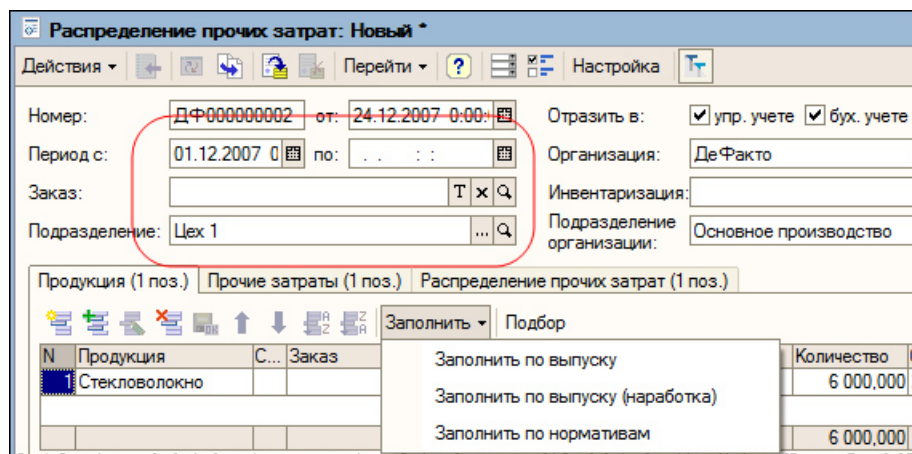 Распределение прочих затрат: Новый *
Действия Перейти ? Настройка Тт
Номер: ДФ000000002 от: 24.12.2007 0:00: Отразить в: упр. учете бух. учете
Период с: 01.12.2007 0 по: . . : : Организация: ДеФакто
Заказ: T x Инвентаризация:
Подразделение: Цех 1 ... Подразделение организации: Основное производство
Продукция (1 поз.) Прочие затраты (1 поз.) Распределение прочих затрат (1 поз.)
Заполнить Подбор
N Продукция С... Заказ Количество
1 Стекловолокно 6 000,000
Заполнить по выпуску
Заполнить по выпуску (наработка)
Заполнить по нормативам
6 000,000